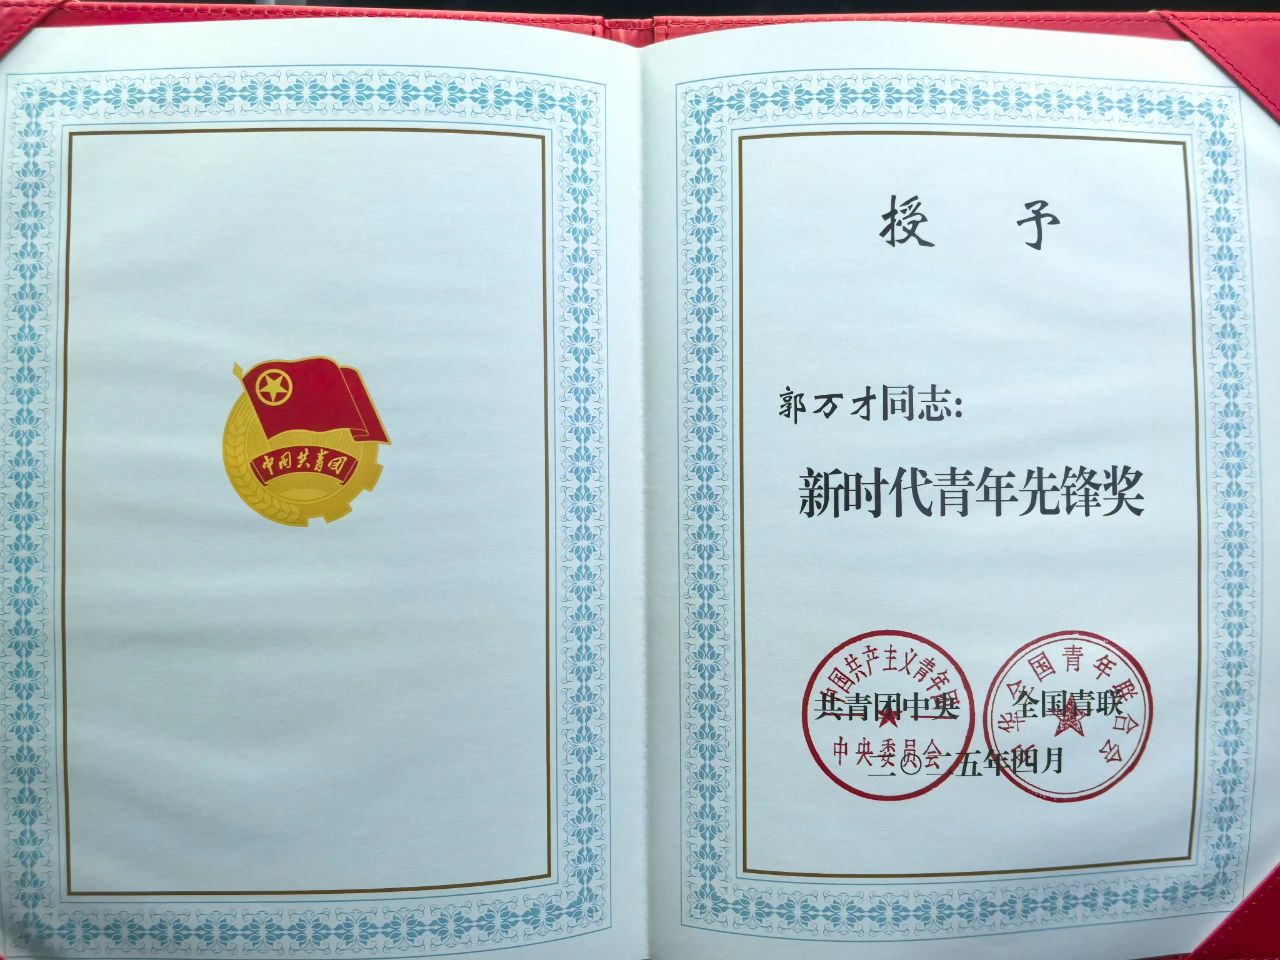 中国共青团
授予
郭万才同志:
新时代青年先锋奖
中国共产主义青年团
中央委员会
中华全国青年联合会
共青团中央 全国青联
二〇二五年四月